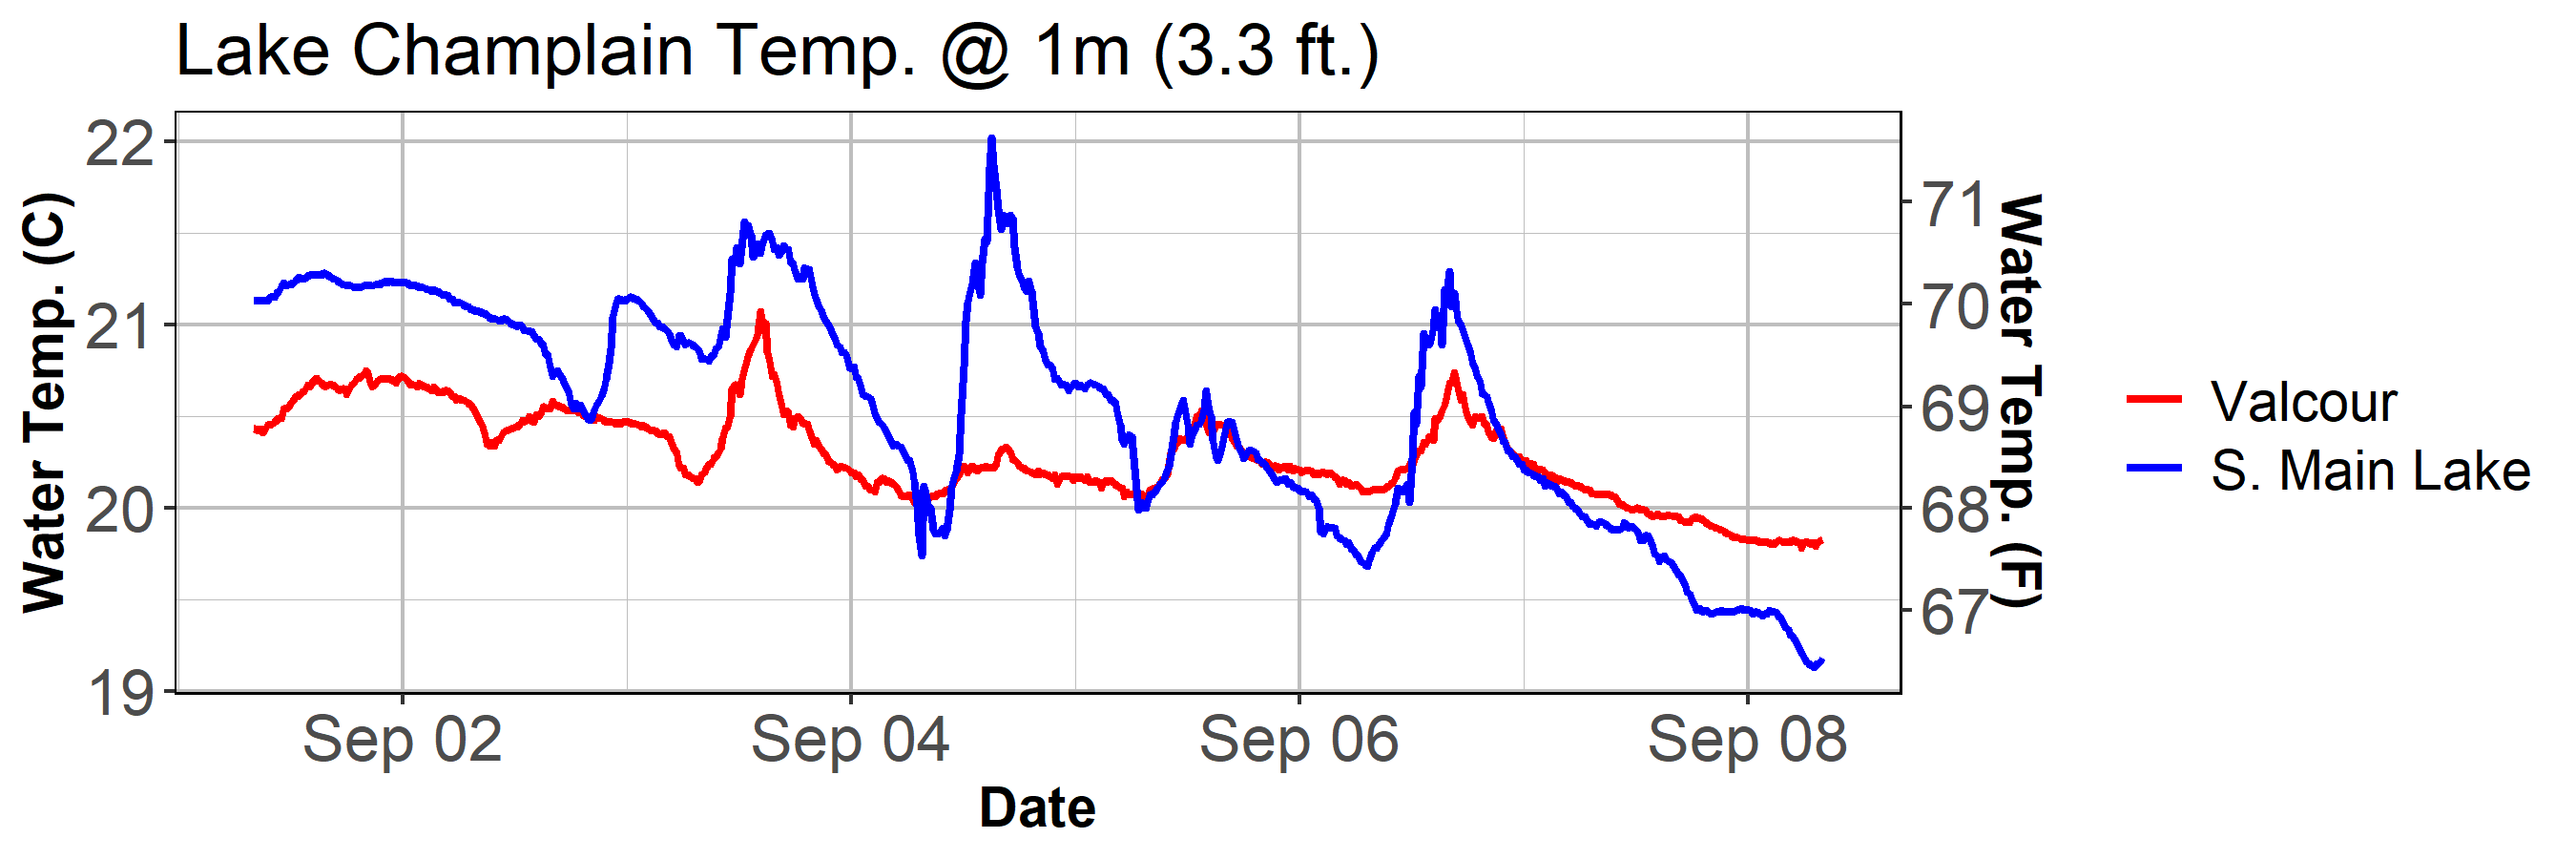 Lake Champlain Temp. @ 1m (3.3 ft.)
Water Temp. (C)
22
21
20
19
71
70
69
68
67
Water Temp. (F)
Sep 02
Sep 04
Sep 06
Sep 08
Date
Valcour
S. Main Lake